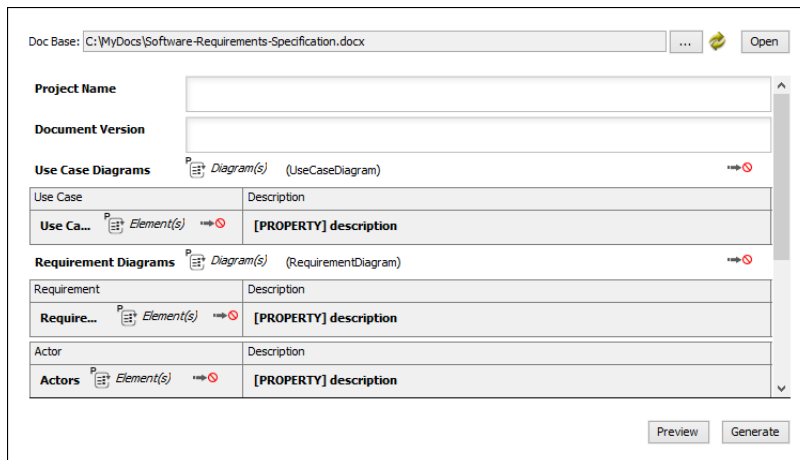 Doc Base: C:\MyDocs\Software-Requirements-Specification.docx ... Open
Project Name
Document Version
Use Case Diagrams P Diagram(s) (UseCaseDiagram)
Use Case Description
Use Ca... P Element(s) [PROPERTY] description
Requirement Diagrams P Diagram(s) (RequirementDiagram)
Requirement Description
Require... P Element(s) [PROPERTY] description
Actor Description
Actors P Element(s) [PROPERTY] description
Preview Generate